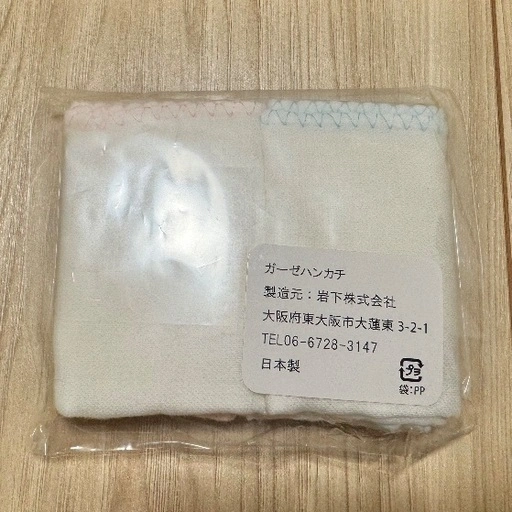 ガーゼハンカチ
製造元：岩下株式会社
大阪府東大阪市大蓮東 3-2-1
TEL06-6728-3147
日本製
プラ
袋:PP